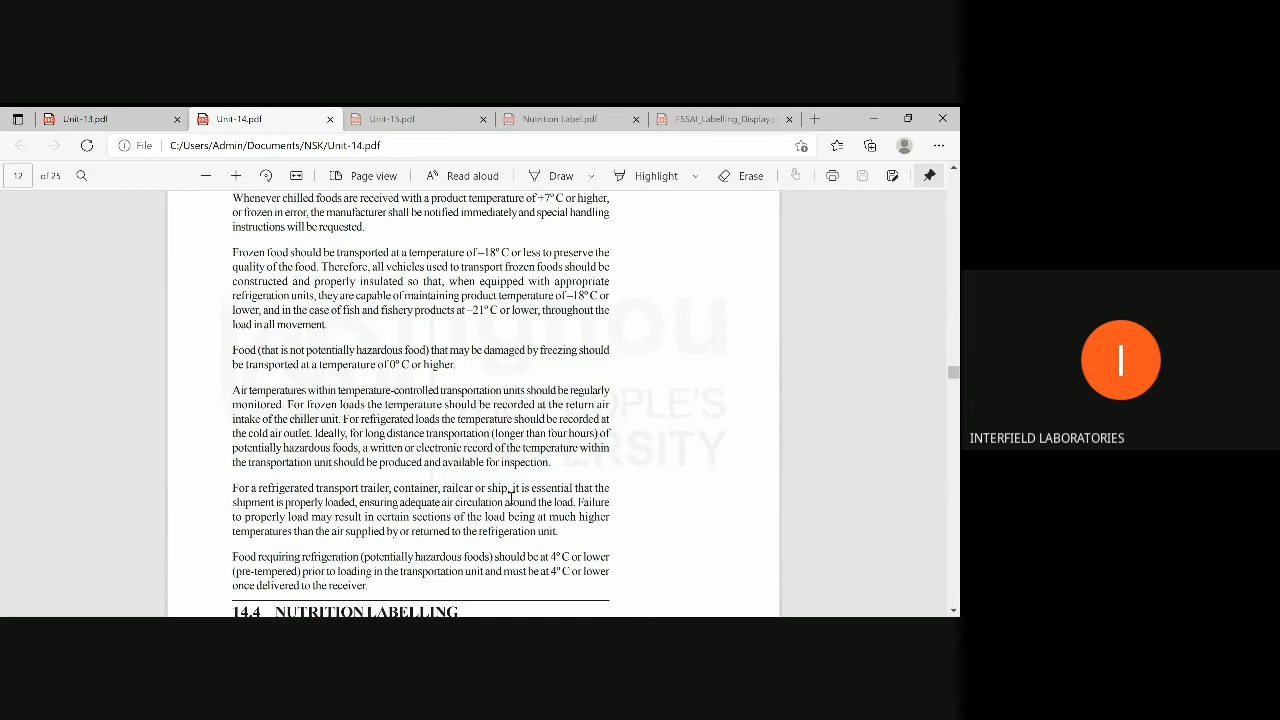 Unit-13.pdf
Unit-14.pdf
Unit-15.pdf
Nutrition Label.pdf
FSSAI_Labelling_Display.p
File
C:/Users/Admin/Documents/NSK/Unit-14.pdf
12
of 25
Page view
Read aloud
Draw
Highlight
Erase
Whenever chilled foods are received with a product temperature of +7° C or higher,
or frozen in error, the manufacturer shall be notified immediately and special handling
instructions will be requested.
Frozen food should be transported at a temperature of –18° C or less to preserve the
quality of the food. Therefore, all vehicles used to transport frozen foods should be
constructed and properly insulated so that, when equipped with appropriate
refrigeration units, they are capable of maintaining product temperature of –18° C or
lower, and in the case of fish and fishery products at –21° C or lower, throughout the
load in all movement.
Food (that is not potentially hazardous food) that may be damaged by freezing should
be transported at a temperature of 0° C or higher.
Air temperatures within temperature-controlled transportation units should be regularly
monitored. For frozen loads the temperature should be recorded at the return air
intake of the chiller unit. For refrigerated loads the temperature should be recorded at
the cold air outlet. Ideally, for long distance transportation (longer than four hours) of
potentially hazardous foods, a written or electronic record of the temperature within
the transportation unit should be produced and available for inspection.
For a refrigerated transport trailer, container, railcar or ship, it is essential that the
shipment is properly loaded, ensuring adequate air circulation around the load. Failure
to properly load may result in certain sections of the load being at much higher
temperatures than the air supplied by or returned to the refrigeration unit.
Food requiring refrigeration (potentially hazardous foods) should be at 4° C or lower
(pre-tempered) prior to loading in the transportation unit and must be at 4° C or lower
once delivered to the receiver.
14.4 NUTRITION LABELLING
ignou
OPLE'S
ERSITY
I
INTERFIELD LABORATORIES